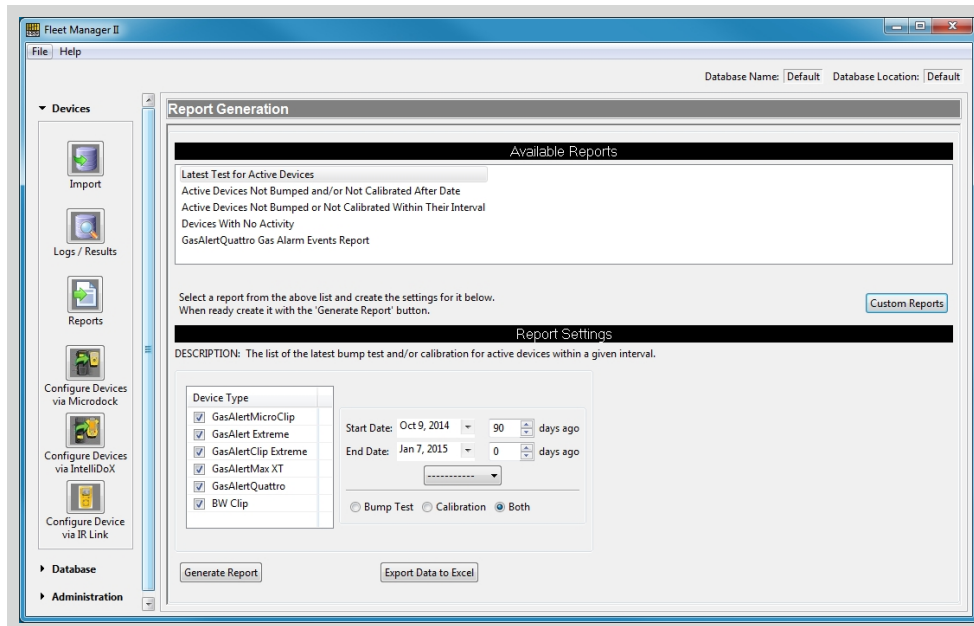 Fleet Manager II
File Help
Database Name: Default Database Location: Default
Devices
Import
Logs / Results
Reports
Configure Devices
via Microdock
Configure Devices
via IntelliDoX
Configure Device
via IR Link
Database
Administration
Report Generation
Available Reports
Latest Test for Active Devices
Active Devices Not Bumped and/or Not Calibrated After Date
Active Devices Not Bumped or Not Calibrated Within Their Interval
Devices With No Activity
GasAlertQuattro Gas Alarm Events Report
Select a report from the above list and create the settings for it below.
When ready create it with the 'Generate Report' button.
Custom Reports
Report Settings
DESCRIPTION: The list of the latest bump test and/or calibration for active devices within a given interval.
Device Type
GasAlertMicroClip
GasAlert Extreme
GasAlertClip Extreme
GasAlertMax XT
GasAlertQuattro
BW Clip
Start Date: Oct 9, 2014 90 days ago
End Date: Jan 7, 2015 0 days ago
-----------
Bump Test Calibration Both
Generate Report Export Data to Excel